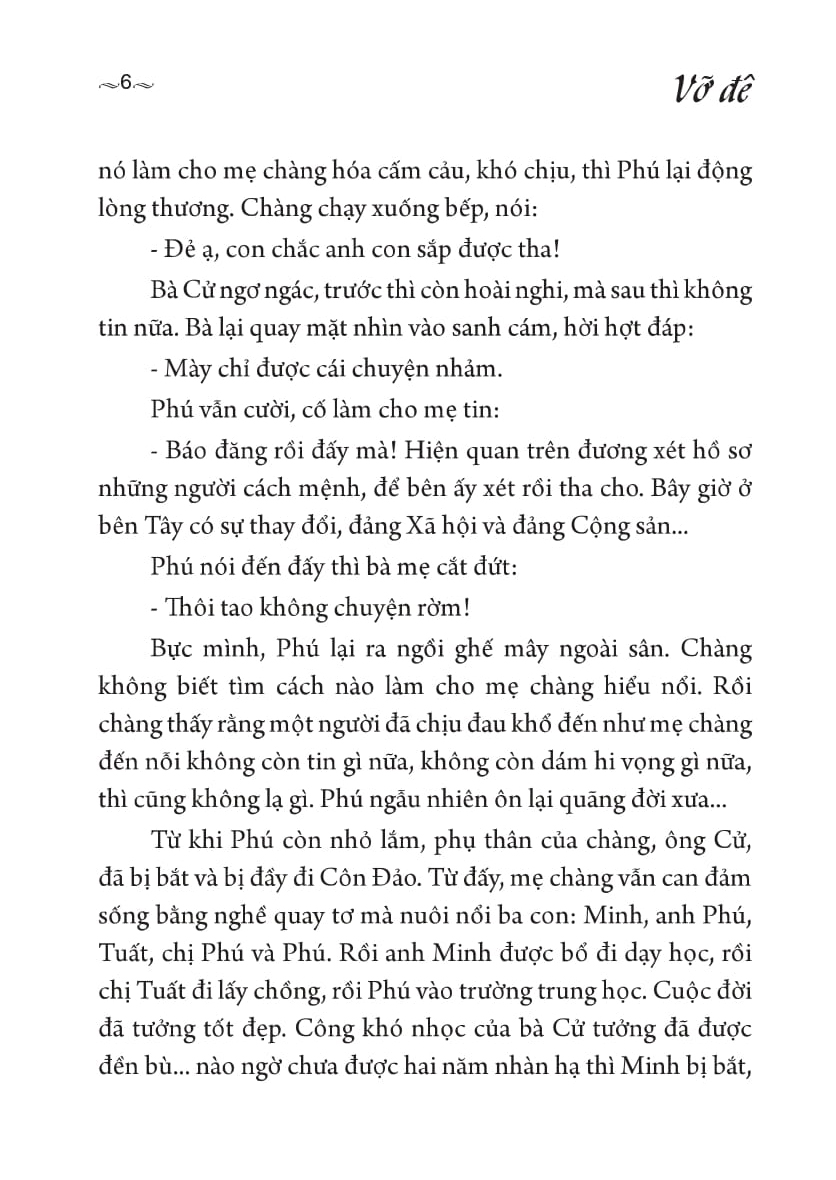 6
Vỡ đê
nó làm cho mẹ chàng hóa cấm cảu, khó chịu, thì Phú lại động
lòng thương. Chàng chạy xuống bếp, nói:
- Đẻ ạ, con chắc anh con sắp được tha!
Bà Cử ngơ ngác, trước thì còn hoài nghi, mà sau thì không
tin nữa. Bà lại quay mặt nhìn vào sanh cám, hời hợt đáp:
- Mày chỉ được cái chuyện nhảm.
Phú vẫn cười, cố làm cho mẹ tin:
- Báo đăng rồi đấy mà! Hiện quan trên đương xét hồ sơ
những người cách mệnh, để bên ấy xét rồi tha cho. Bây giờ ở
bên Tây có sự thay đổi, đảng Xã hội và đảng Cộng sản...
Phú nói đến đấy thì bà mẹ cắt đứt:
- Thôi tao không chuyện rờm!
Bực mình, Phú lại ra ngồi ghế mây ngoài sân. Chàng
không biết tìm cách nào làm cho mẹ chàng hiểu nổi. Rồi
chàng thấy rằng một người đã chịu đau khổ đến như mẹ chàng
đến nỗi không còn tin gì nữa, không còn dám hi vọng gì nữa,
thì cũng không lạ gì. Phú ngẫu nhiên ôn lại quãng đời xưa...
Từ khi Phú còn nhỏ lắm, phụ thân của chàng, ông Cử,
đã bị bắt và bị đầy đi Côn Đảo. Từ đấy, mẹ chàng vẫn can đảm
sống bằng nghề quay tơ mà nuôi nổi ba con: Minh, anh Phú,
Tuất, chị Phú và Phú. Rồi anh Minh được bổ đi dạy học, rồi
chị Tuất đi lấy chồng, rồi Phú vào trường trung học. Cuộc đời
đã tưởng tốt đẹp. Công khó nhọc của bà Cử tưởng đã được
đền bù... nào ngờ chưa được hai năm nhàn hạ thì Minh bị bắt,